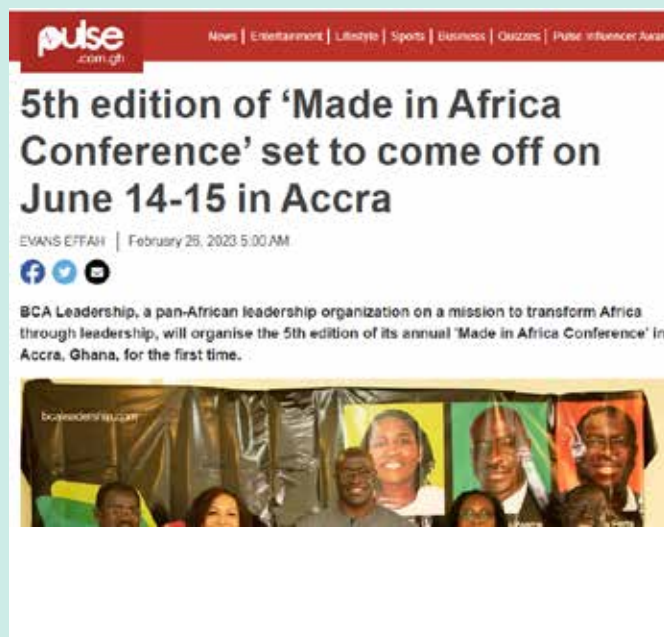 pulse
.com.gh
News | Entertainment | Lifestyle | Sports | Business | Quizzes | Pulse Influencer Awar
5th edition of ‘Made in Africa
Conference’ set to come off on
June 14-15 in Accra
EVANS EFFAH | February 26, 2023 5:00 AM
BCA Leadership, a pan-African leadership organization on a mission to transform Africa
through leadership, will organise the 5th edition of its annual 'Made in Africa Conference' in
Accra, Ghana, for the first time.
bcaleadership.com